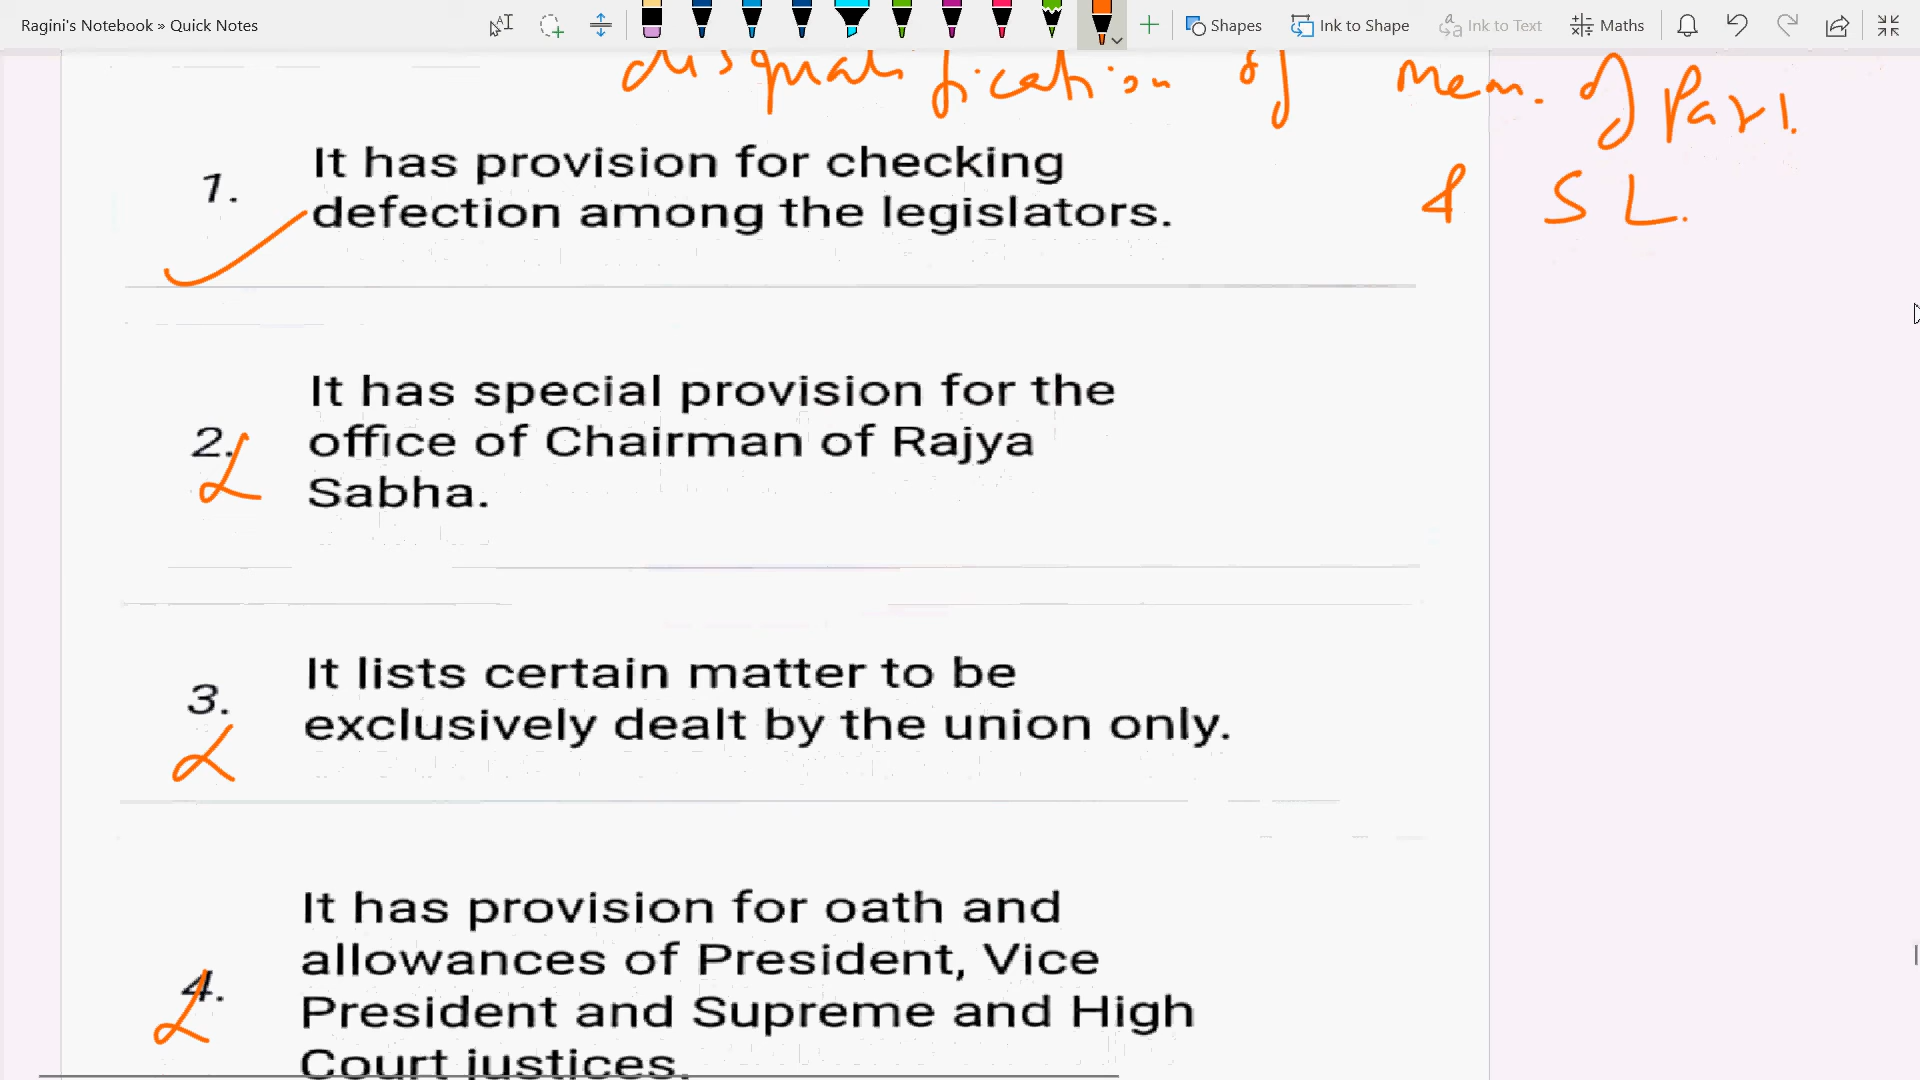 Ragini's Notebook » Quick Notes
Shapes
Ink to Shape
Ink to Text
Maths
disqualification of Mem. of Parl.
& SL.
1. It has provision for checking
defection among the legislators.
2. It has special provision for the
office of Chairman of Rajya
Sabha.
3. It lists certain matter to be
exclusively dealt by the union only.
4. It has provision for oath and
allowances of President, Vice
President and Supreme and High
Court justices.